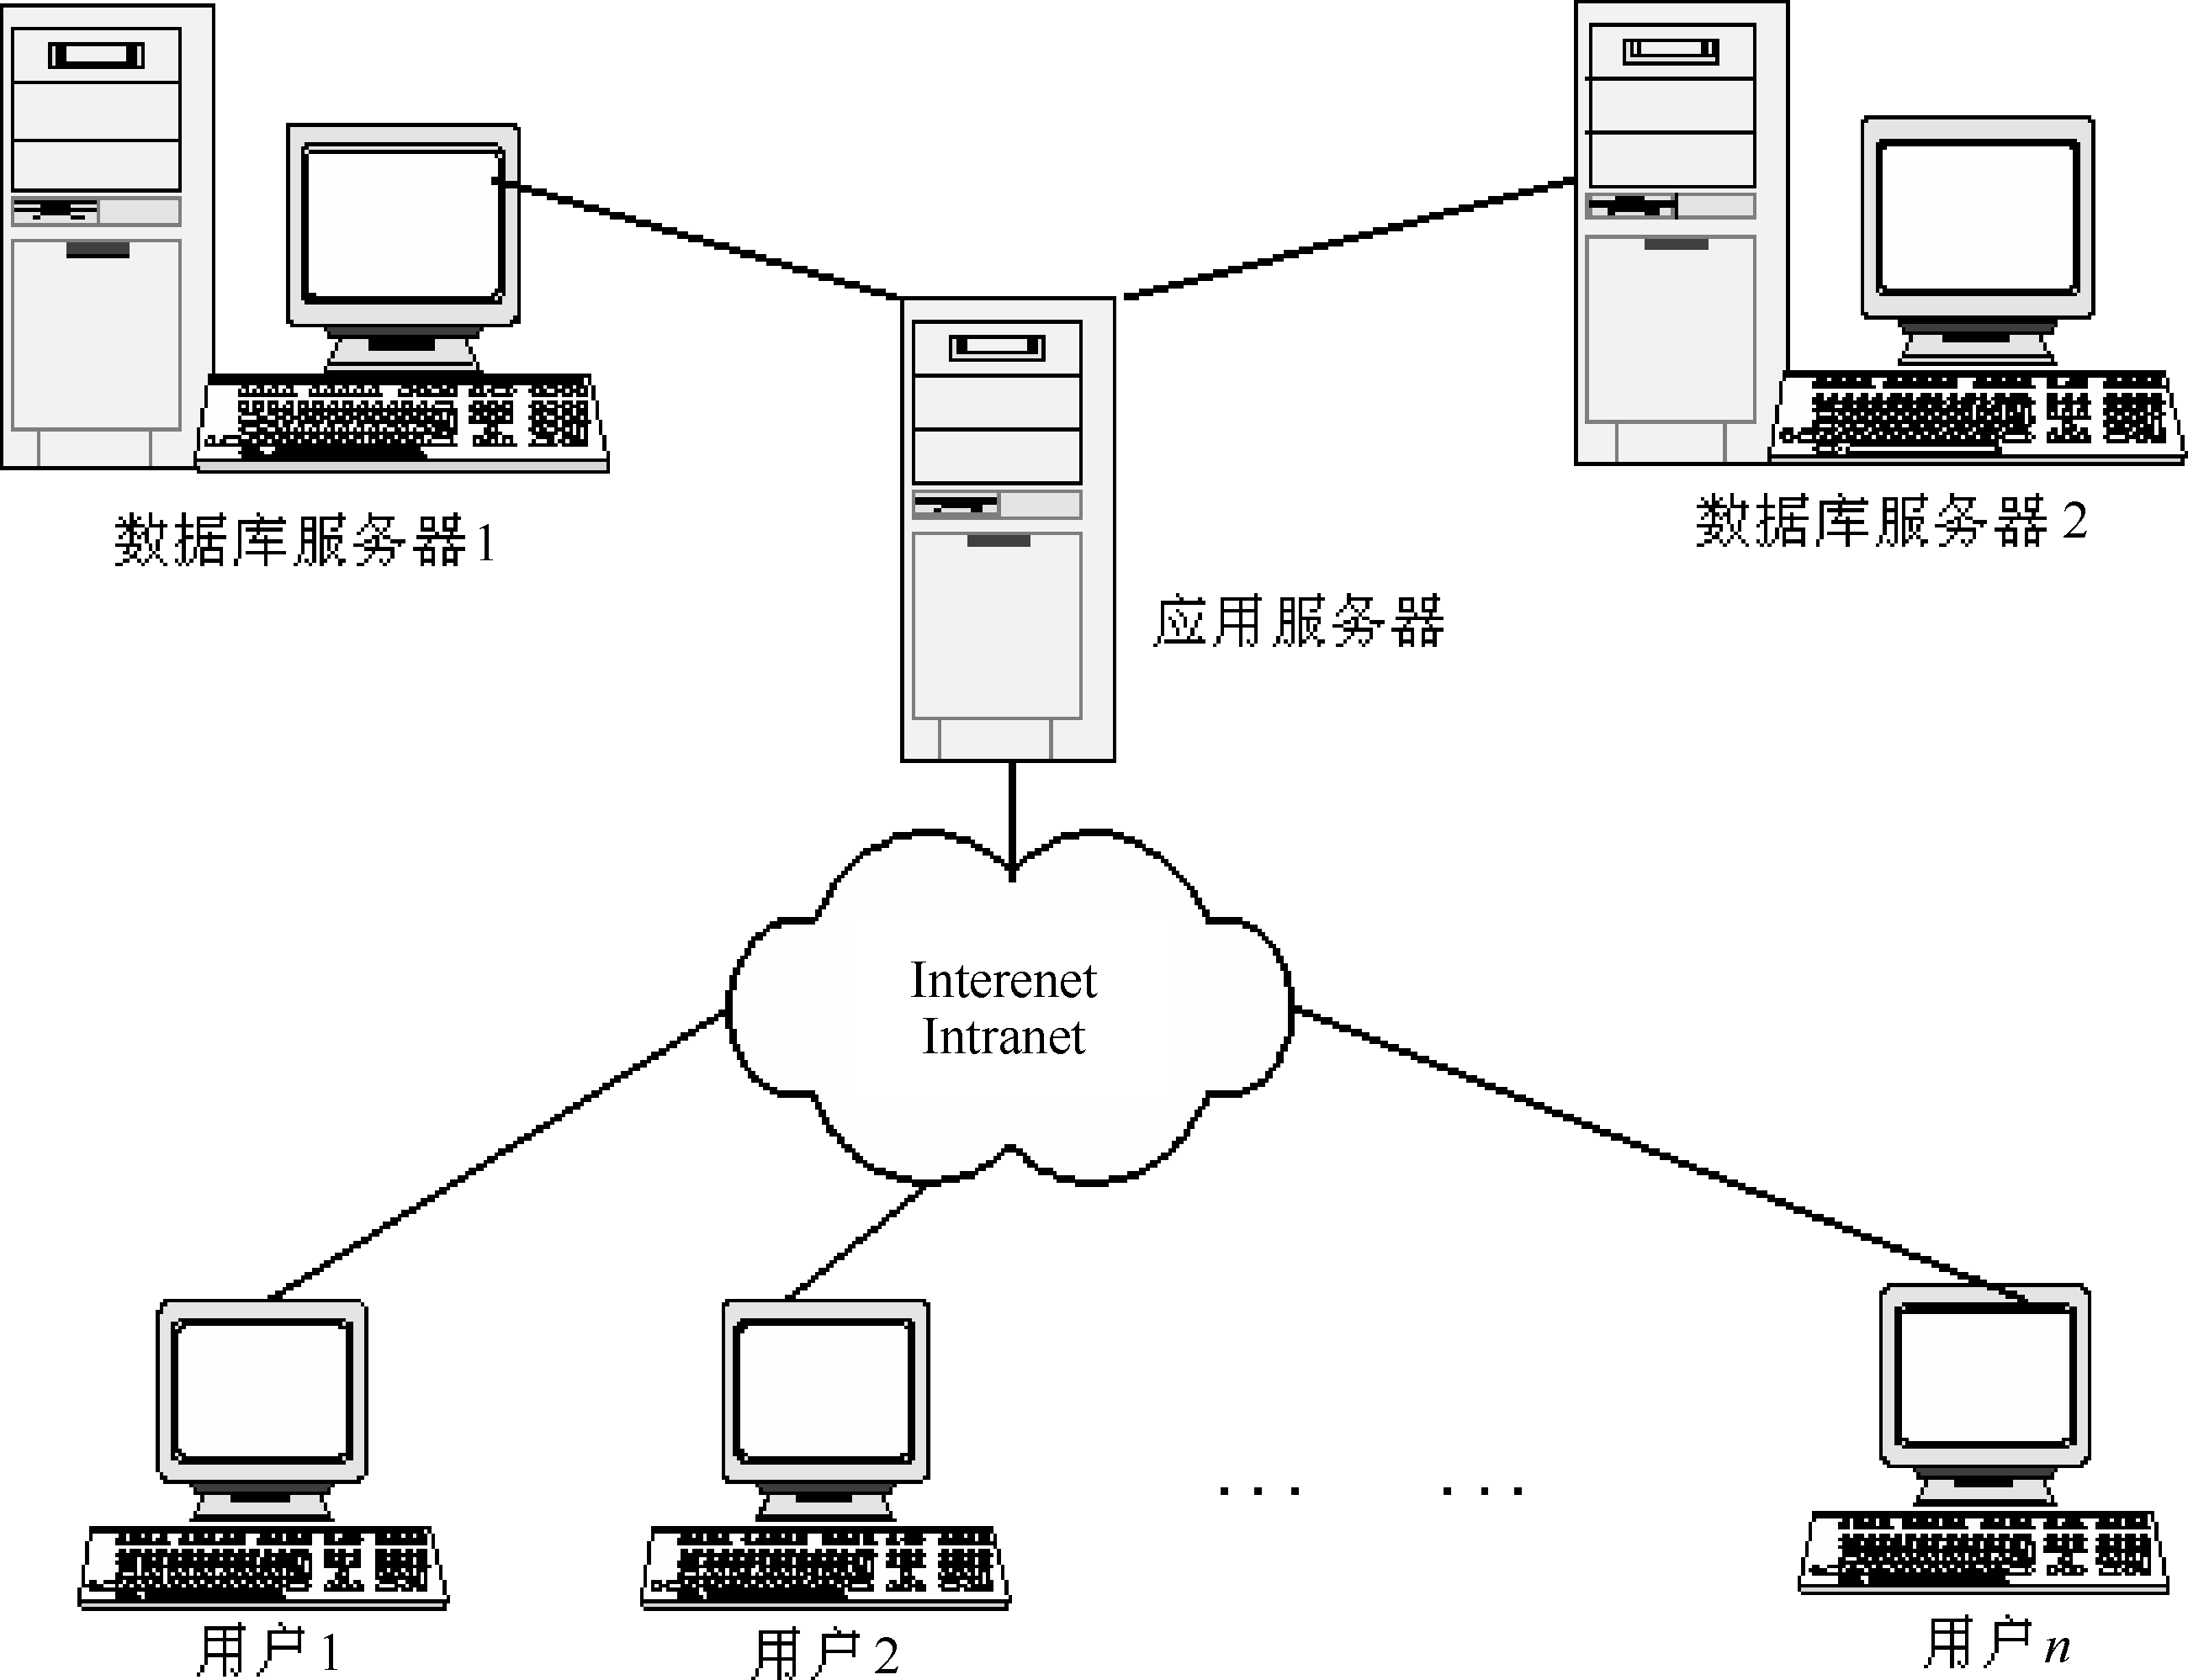 数据库服务器1
数据库服务器2
应用服务器
Interenet
Intranet
... ...
用户1
用户2
用户n